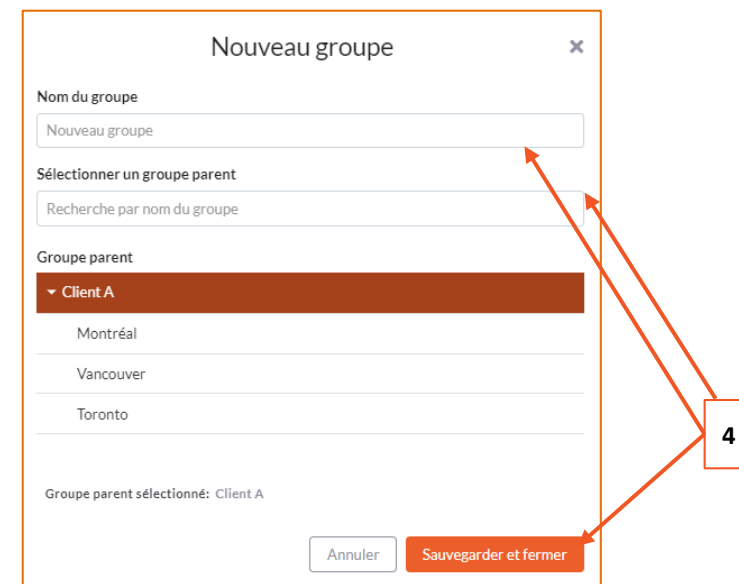 Nouveau groupe ×
Nom du groupe
Nouveau groupe
Sélectionner un groupe parent
Recherche par nom du groupe
Groupe parent
Client A
Montréal
Vancouver
Toronto
4
Groupe parent sélectionné: Client A
Annuler Sauvegarder et fermer